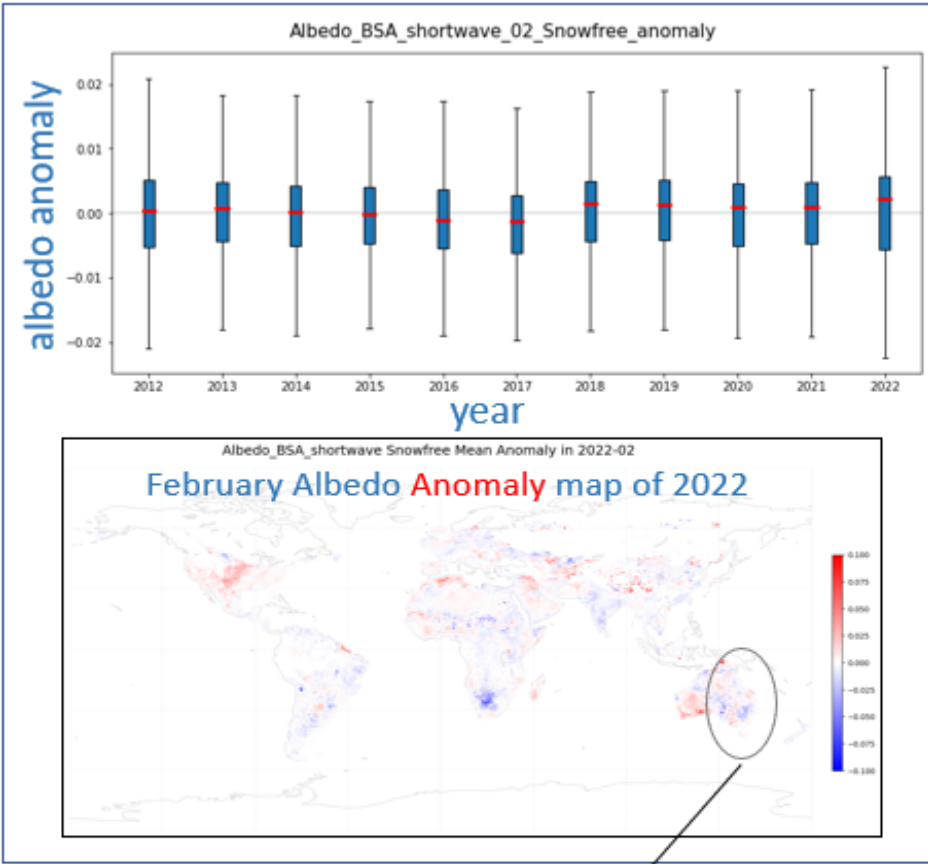 Albedo_BSA_shortwave_02_Snowfree_anomaly
albedo anomaly
0.02
0.01
0.00
−0.01
−0.02
2012 2013 2014 2015 2016 2017 2018 2019 2020 2021 2022
year
Albedo_BSA_shortwave Snowfree Mean Anomaly in 2022-02
February Albedo Anomaly map of 2022
0.100
0.075
0.050
0.025
0.000
−0.025
−0.050
−0.075
−0.100